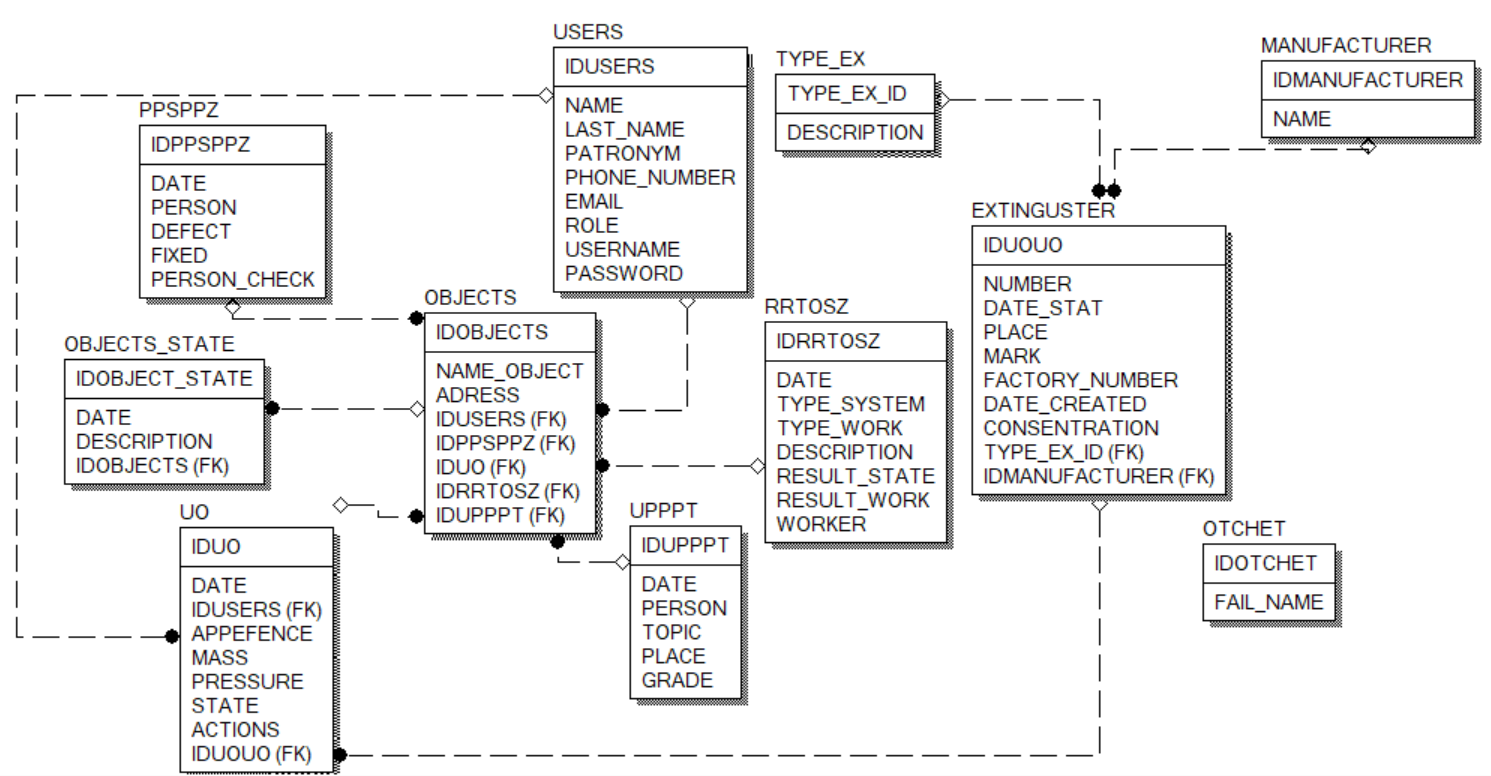 USERS
IDUSERS
NAME
LAST_NAME
PATRONYM
PHONE_NUMBER
EMAIL
ROLE
USERNAME
PASSWORD
TYPE_EX
TYPE_EX_ID
DESCRIPTION
MANUFACTURER
IDMANUFACTURER
NAME
PPSPPZ
IDPPSPPZ
DATE
PERSON
DEFECT
FIXED
PERSON_CHECK
EXTINGUSTER
IDUOUO
NUMBER
DATE_STAT
PLACE
MARK
FACTORY_NUMBER
DATE_CREATED
CONSENTRATION
TYPE_EX_ID (FK)
IDMANUFACTURER (FK)
OBJECTS
IDOBJECTS
NAME_OBJECT
ADRESS
IDUSERS (FK)
IDPPSPPZ (FK)
IDUO (FK)
IDRRTOSZ (FK)
IDUPPPT (FK)
RRTOSZ
IDRRTOSZ
DATE
TYPE_SYSTEM
TYPE_WORK
DESCRIPTION
RESULT_STATE
RESULT_WORK
WORKER
OBJECTS_STATE
IDOBJECT_STATE
DATE
DESCRIPTION
IDOBJECTS (FK)
UO
IDUO
DATE
IDUSERS (FK)
APPEFENCE
MASS
PRESSURE
STATE
ACTIONS
IDUOUO (FK)
UPPPT
IDUPPPT
DATE
PERSON
TOPIC
PLACE
GRADE
OTCHET
IDOTCHET
FAIL_NAME